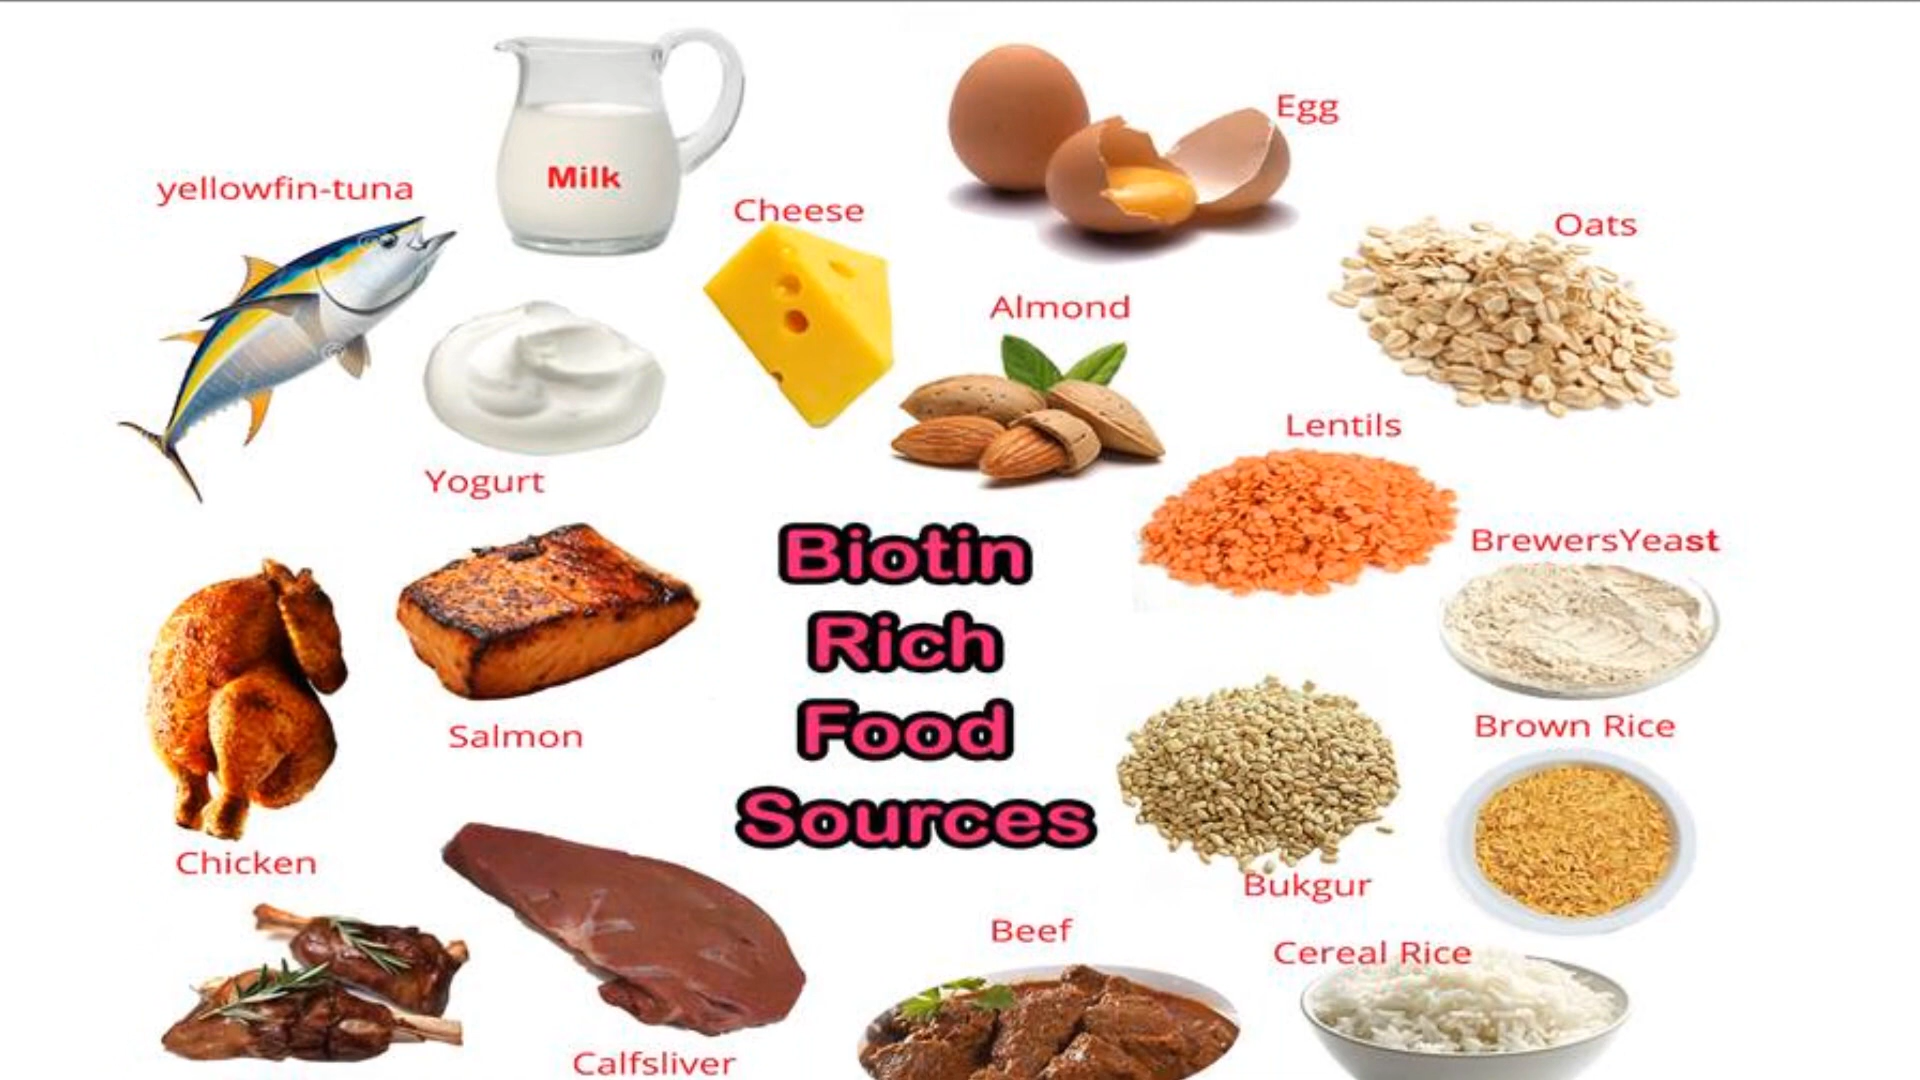 Milk
Egg
yellowfin-tuna
Cheese
Oats
Almond
Lentils
Yogurt
BrewersYeast
Biotin
Rich
Food
Sources
Salmon
Brown Rice
Chicken
Bukgur
Beef
Cereal Rice
Calfsliver